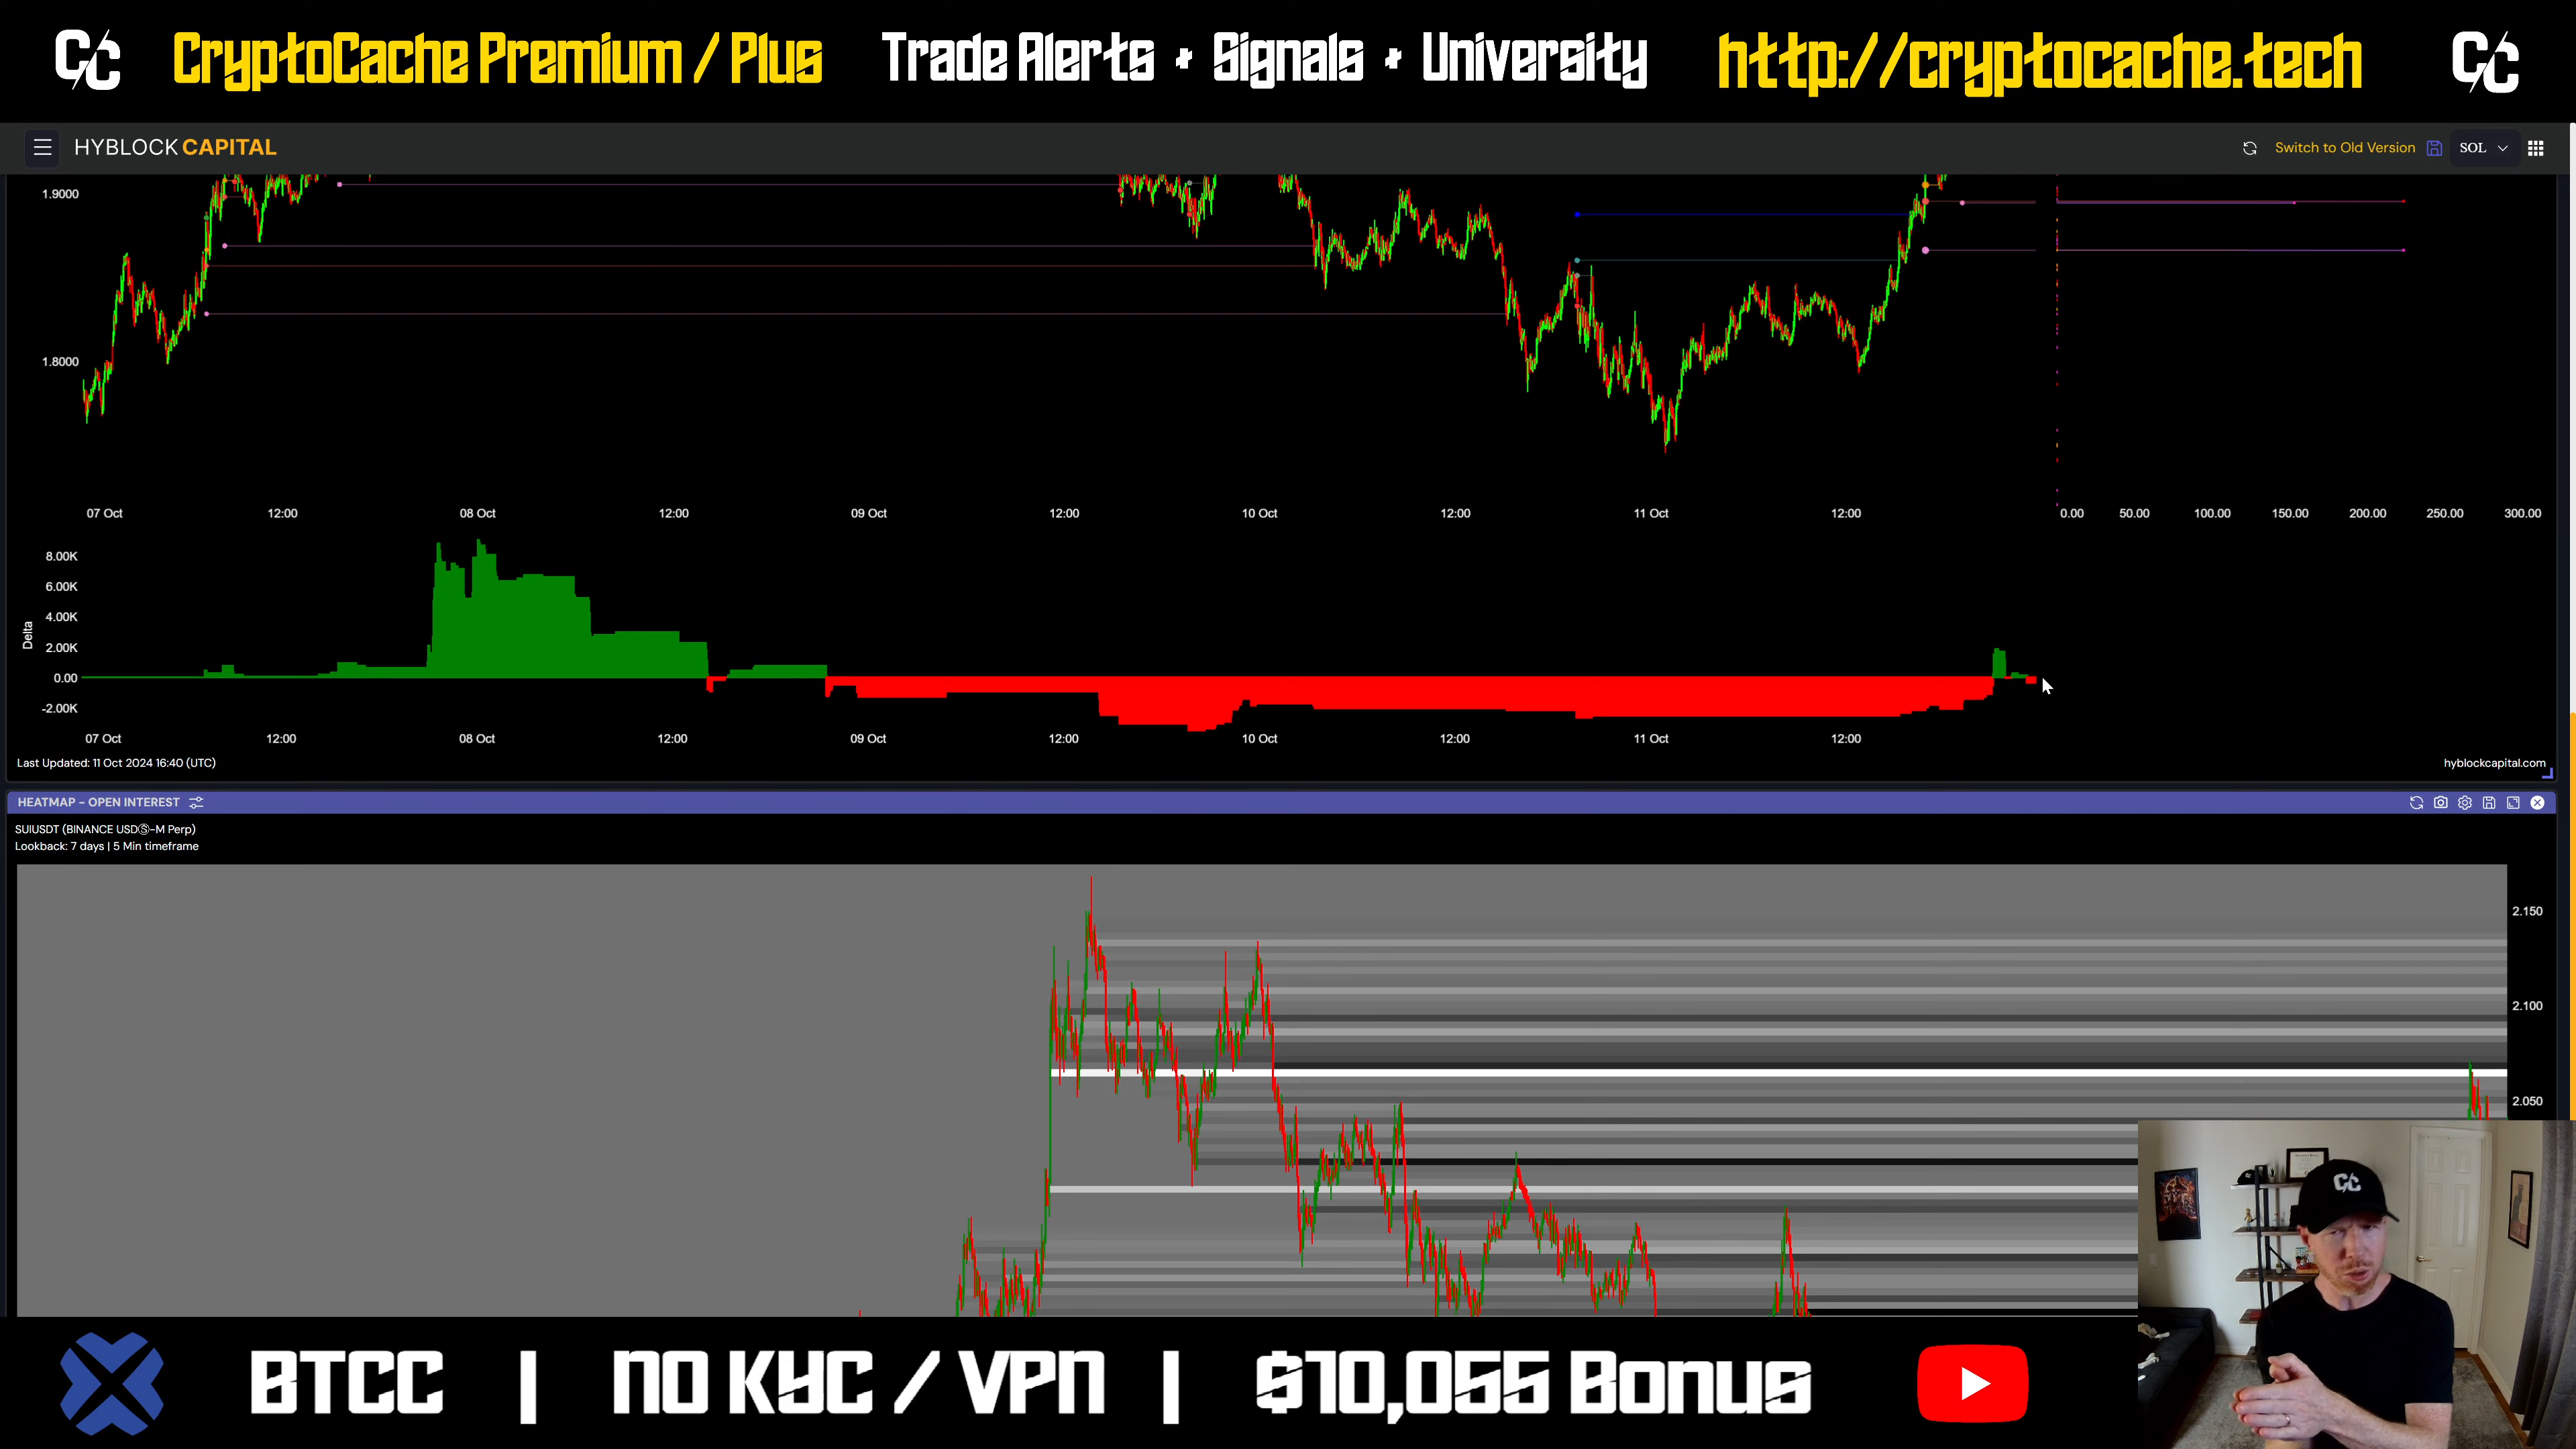 CC CryptoCache Premium / Plus Trade Alerts + Signals + University http://cryptocache.tech CC
HYBLOCK CAPITAL
Switch to Old Version SOL
1.9000
1.8000
07 Oct 12:00 08 Oct 12:00 09 Oct 12:00 10 Oct 12:00 11 Oct 12:00 0.00 50.00 100.00 150.00 200.00 250.00 300.00
8.00K
6.00K
4.00K
Delta
2.00K
0.00
-2.00K
07 Oct 12:00 08 Oct 12:00 09 Oct 12:00 10 Oct 12:00 11 Oct 12:00
Last Updated: 11 Oct 2024 16:40 (UTC) hyblockcapital.com
HEATMAP - OPEN INTEREST
SUIUSDT (BINANCE USDⓈ-M Perp)
Lookback: 7 days | 5 Min timeframe
2.150
2.100
2.050
CC
BTCC | NO KYC / VPN | $10,055 Bonus